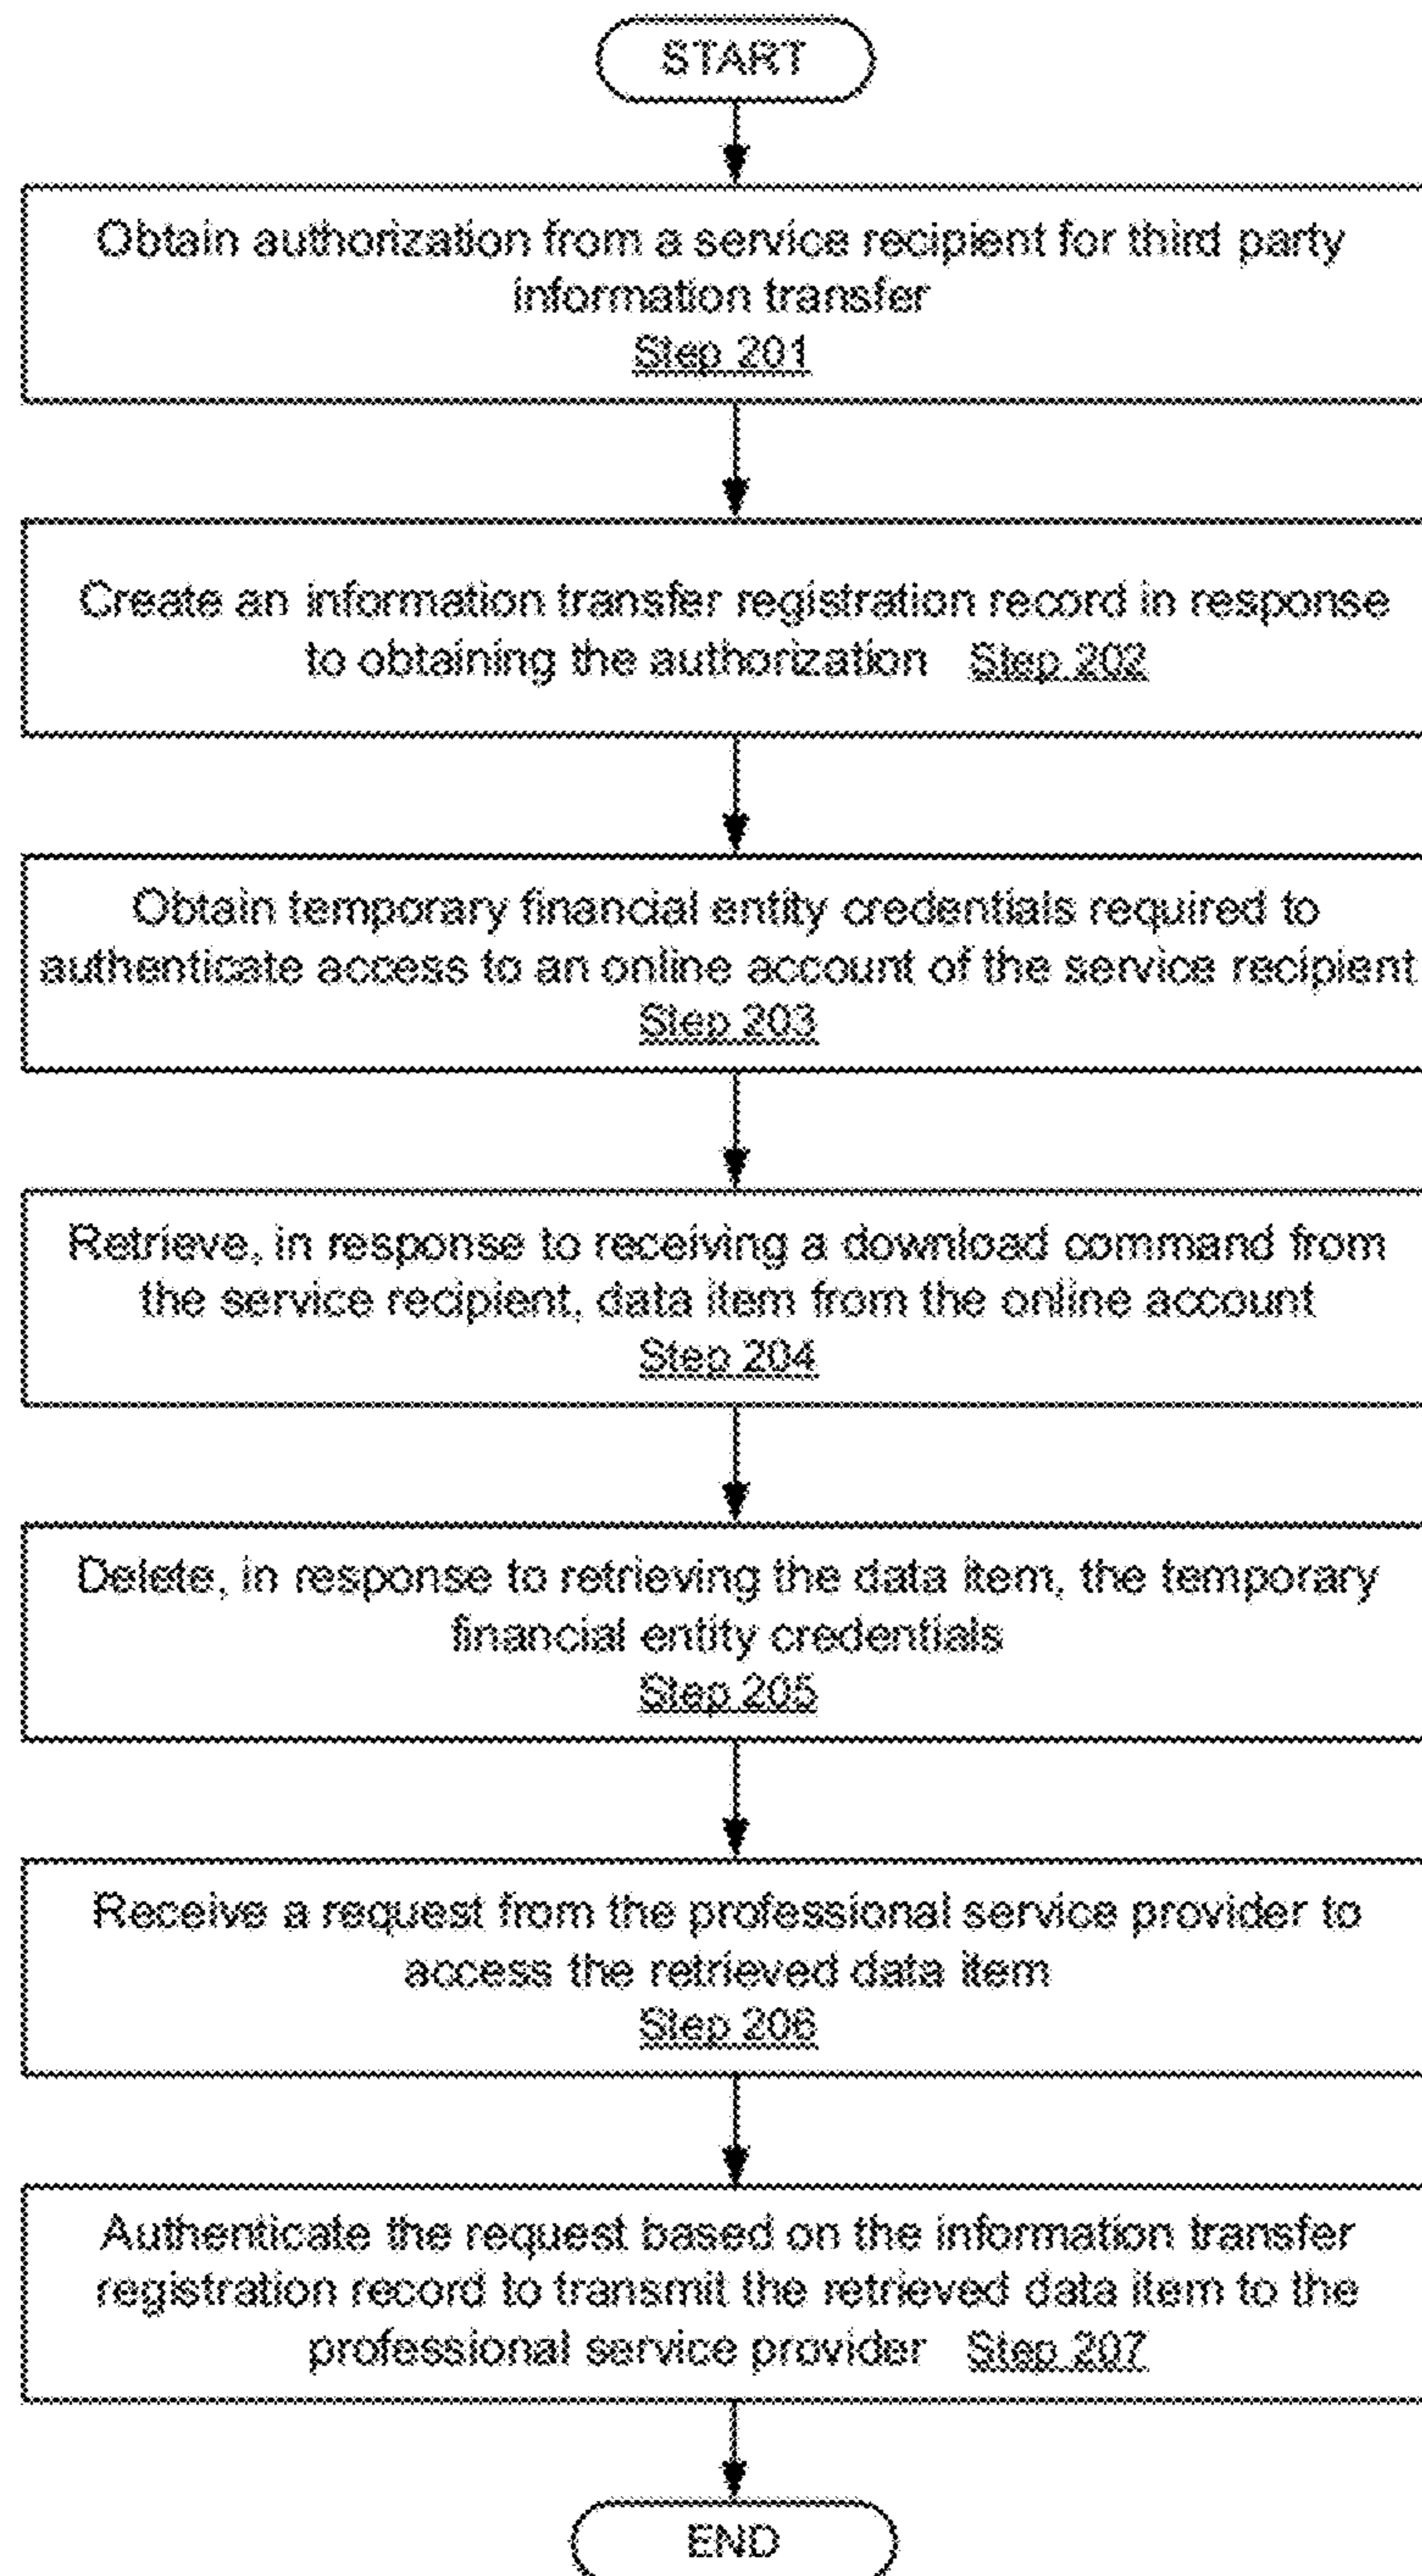 START
Obtain authorization from a service recipient for third party
information transfer
Step 201
Create an information transfer registration record in response
to obtaining the authorization Step 202
Obtain temporary financial entity credentials required to
authenticate access to an online account of the service recipient
Step 203
Retrieve, in response to receiving a download command from
the service recipient, data item from the online account
Step 204
Delete, in response to retrieving the data item, the temporary
financial entity credentials
Step 205
Receive a request from the professional service provider to
access the retrieved data item
Step 206
Authenticate the request based on the information transfer
registration record to transmit the retrieved data item to the
professional service provider Step 207
END